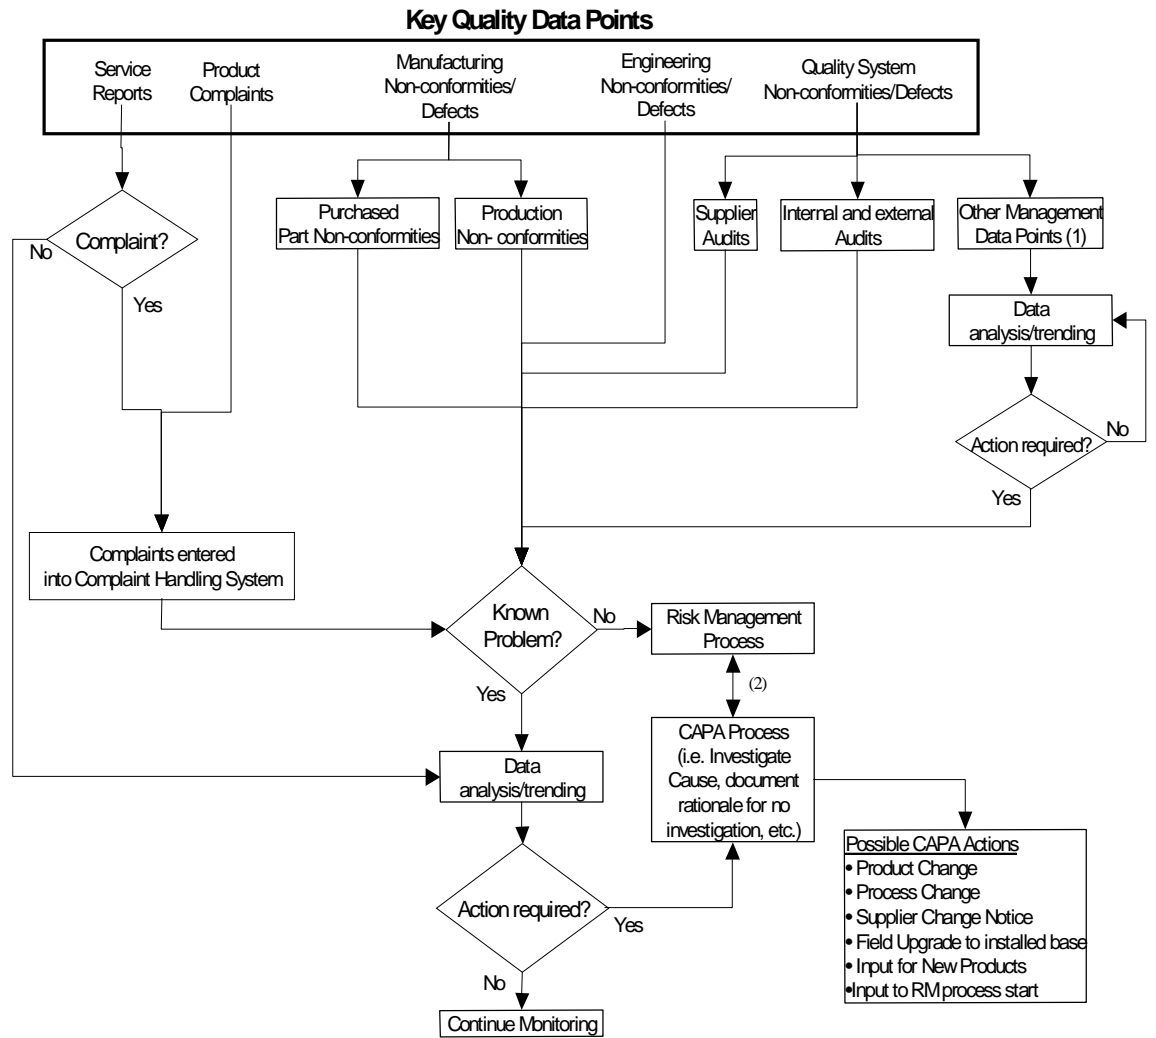 Key Quality Data Points
Service
Reports
Product
Complaints
Manufacturing
Non-conformities/
Defects
Engineering
Non-conformities/
Defects
Quality System
Non-conformities/Defects
Purchased
Part Non-conformities
Production
Non- conformities
Supplier
Audits
Internal and external
Audits
Other Management
Data Points (1)
Complaint?
No
Yes
Data
analysis/trending
Action required?
No
Yes
Complaints entered
into Complaint Handling System
Known
Problem?
No
Yes
Risk Management
Process
(2)
CAPA Process
(i.e. Investigate
Cause, document
rationale for no
investigation, etc.)
Data
analysis/trending
Action required?
Yes
No
Continue Monitoring
Possible CAPA Actions
• Product Change
• Process Change
• Supplier Change Notice
• Field Upgrade to installed base
• Input for New Products
•Input to RM process start